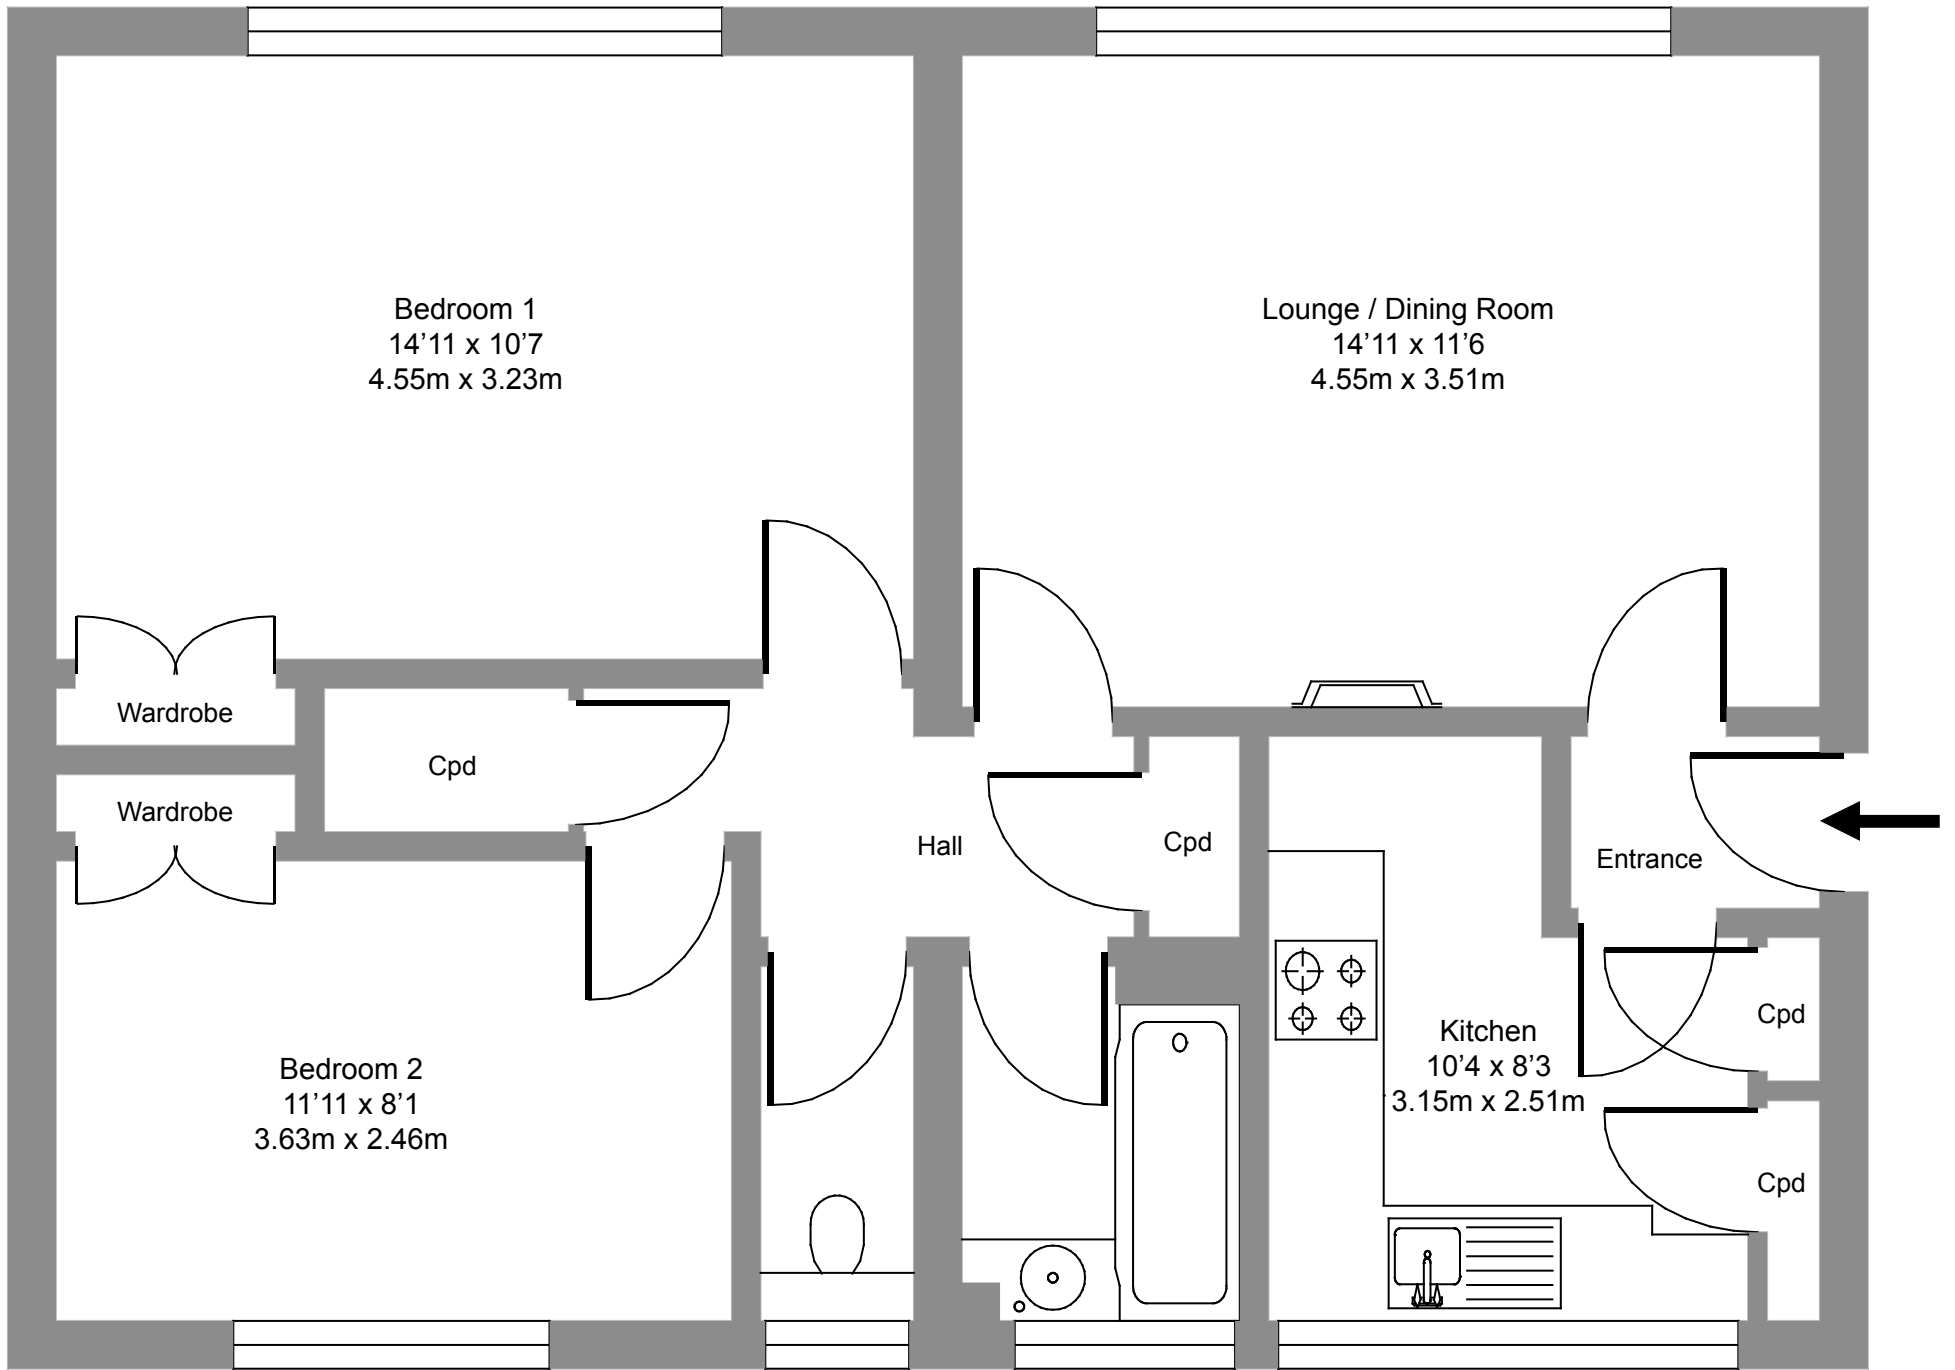 Bedroom 1
14’11 x 10’7
4.55m x 3.23m
Lounge / Dining Room
14’11 x 11’6
4.55m x 3.51m
Wardrobe
Cpd
Wardrobe
Hall
Cpd
Entrance
Bedroom 2
11’11 x 8’1
3.63m x 2.46m
Kitchen
10’4 x 8’3
3.15m x 2.51m
Cpd
Cpd